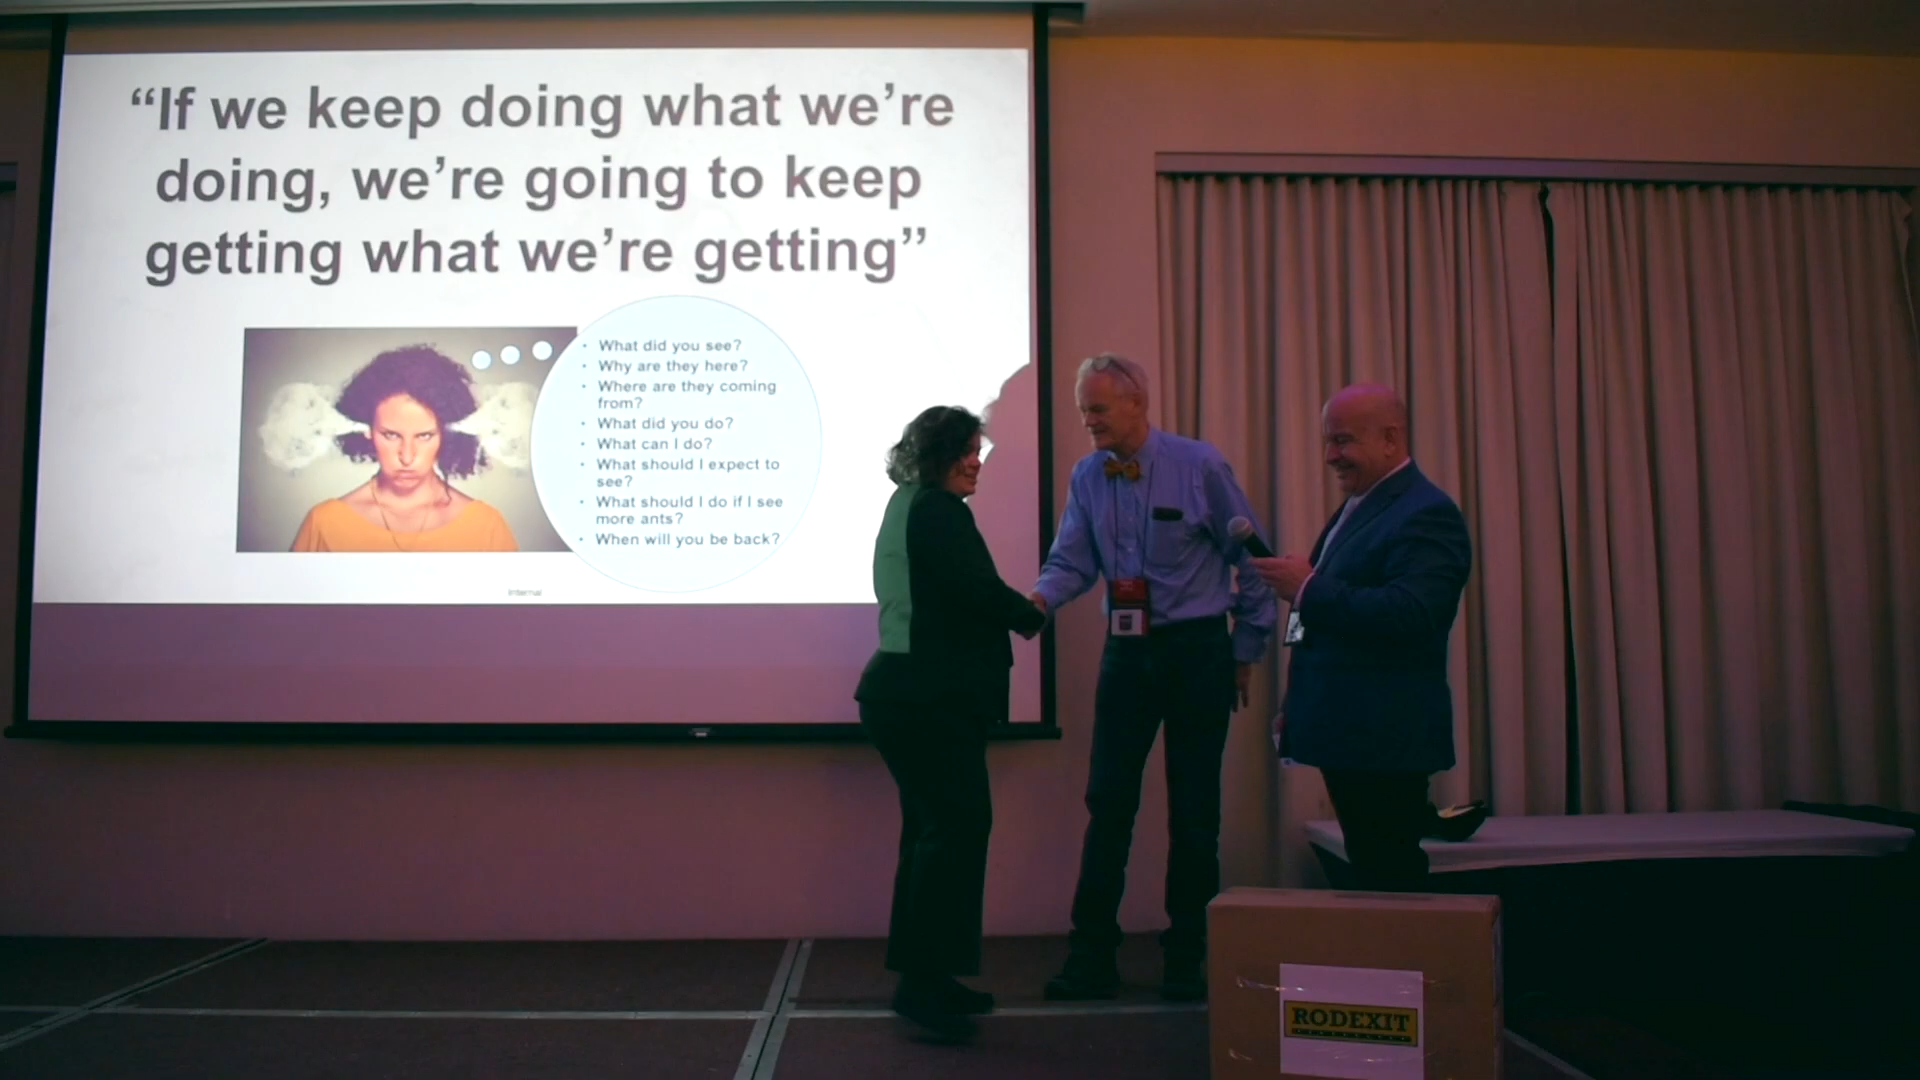 “If we keep doing what we’re
doing, we’re going to keep
getting what we’re getting”
• What did you see?
• Why are they here?
• Where are they coming
from?
• What did you do?
• What can I do?
• What should I expect to
see?
• What should I do if I see
more ants?
• When will you be back?
Internal
RODEXIT